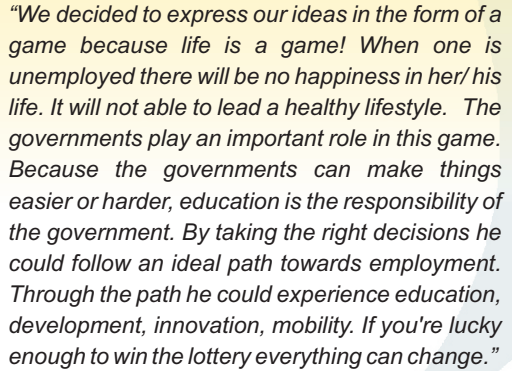 “We decided to express our ideas in the form of a
game because life is a game! When one is
unemployed there will be no happiness in her/ his
life. It will not able to lead a healthy lifestyle.  The
governments play an important role in this game.
Because the governments can make things
easier or harder, education is the responsibility of
the government. By taking the right decisions he
could follow an ideal path towards employment.
Through the path he could experience education,
development, innovation, mobility. If you're lucky
enough to win the lottery everything can change.”